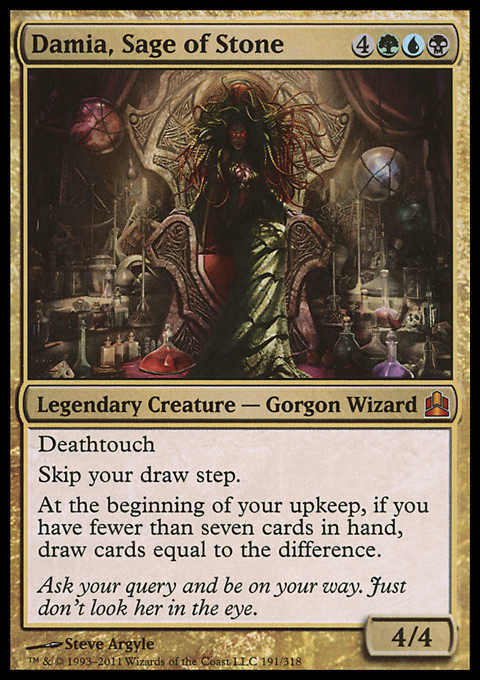 Damia, Sage of Stone 4
Legendary Creature — Gorgon Wizard
Deathtouch
Skip your draw step.
At the beginning of your upkeep, if you
have fewer than seven cards in hand,
draw cards equal to the difference.
Ask your query and be on your way. Just
don't look her in the eye.
4/4
Steve Argyle
™ & © 1993–2011 Wizards of the Coast LLC 191/318